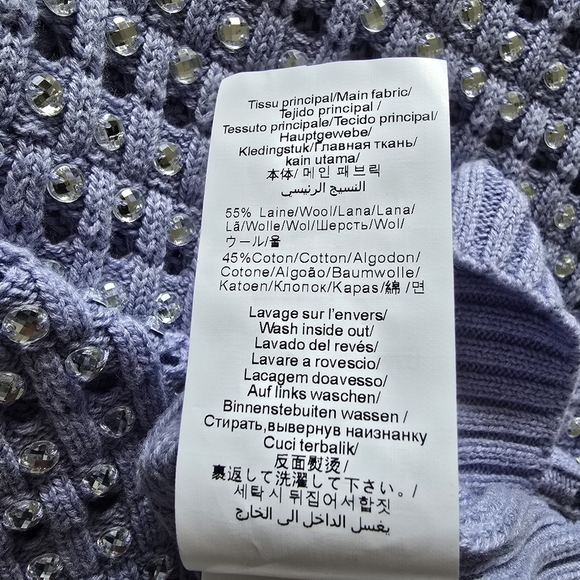 Tissu principal/Main fabric/
Tejido principal /
Tessuto principale/Tecido principal/
Hauptgewebe/
Kledingstuk/Главная ткань/
kain utama/
本体/ 메인 패브릭
النسيج الرئيسي
55% Laine/Wool/Lana/Lana/
Lã/Wolle/Wol/Шерсть/Wol/
ウール/울
45%Coton/Cotton/Algodon/
Cotone/Algoão/Baumwolle/
Katoen/Клопок/Kapas/綿 /면
Lavage sur l'envers/
Wash inside out/
Lavado del revés/
Lavare a rovescio/
Lacagem doavesso/
Auf links waschen/
Binnenstebuiten wassen /
Стирать,вывернув наизнанку
Cuci terbalik/
反面熨烫/
裏返して洗濯して下さい。/
세탁 시 뒤집어서 합짓
يغسل الداخل الى الخارج